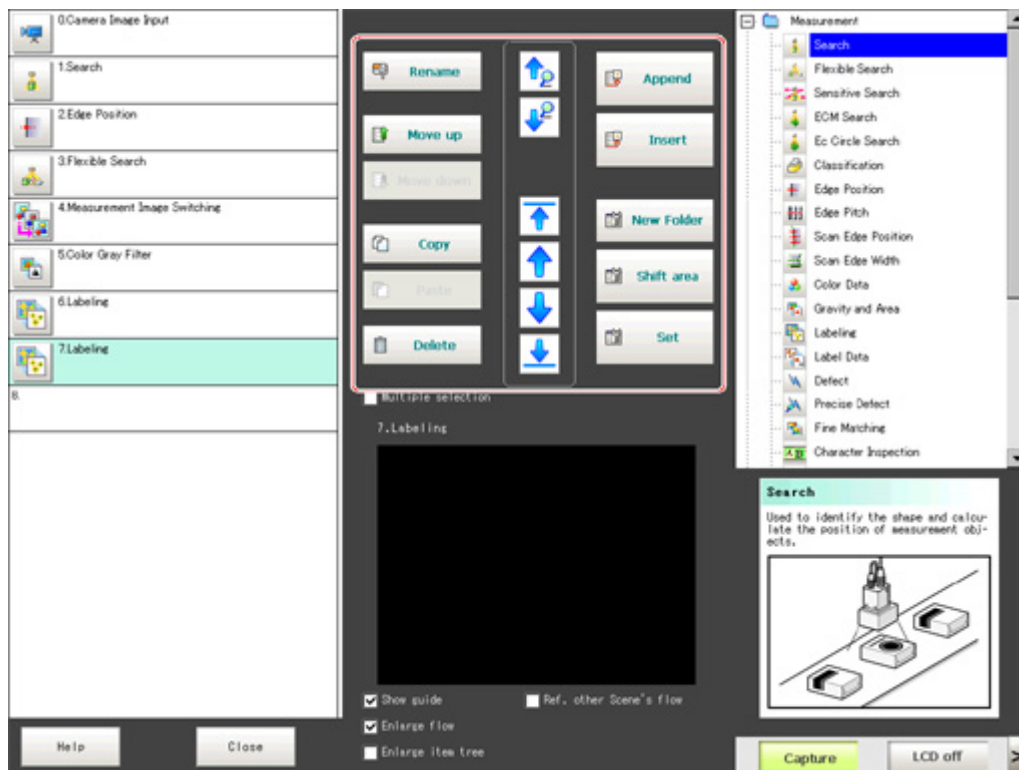 0.Camera Image Input
1.Search
2.Edge Position
3.Flexible Search
4.Measurement Image Switching
5.Color Gray Filter
6.Labeling
7.Labeling
8.
Rename
Move up
Move down
Copy
Paste
Delete
Append
Insert
New Folder
Shift area
Set
Multiple selection
7.Labeling
Show guide
Ref. other Scene's flow
Enlarge flow
Enlarge item tree
Help
Close
Measurement
Search
Flexible Search
Sensitive Search
ECM Search
Ec Circle Search
Classification
Edge Position
Edge Pitch
Scan Edge Position
Scan Edge Width
Color Data
Gravity and Area
Labeling
Label Data
Defect
Precise Defect
Fine Matching
Character Inspection
Search
Used to identify the shape and calcu-
late the position of measurement obj-
ects.
Capture
LCD off